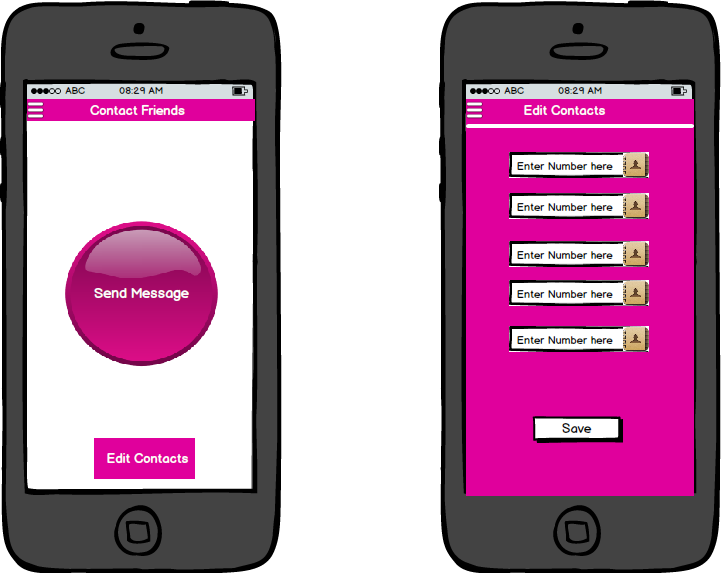 ABC 08:29 AM
Contact Friends
Send Message
Edit Contacts
ABC 08:29 AM
Edit Contacts
Enter Number here
Enter Number here
Enter Number here
Enter Number here
Enter Number here
Save